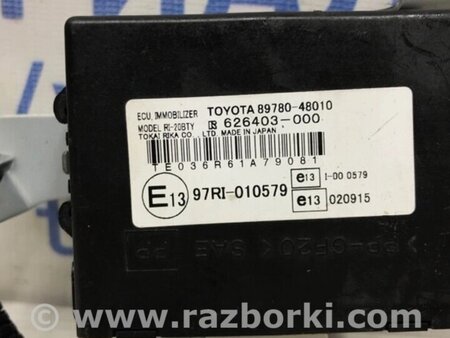 ECU, IMMOBILIZER TOYOTA 89780-48010
MODEL RI-20BTY 626403-000
TOKAI RIKA CO., LTD. MADE IN JAPAN
TE036R61A79081
E13 97RI-010579
e13 I-00 0579
e13 020915
www.razborki.com